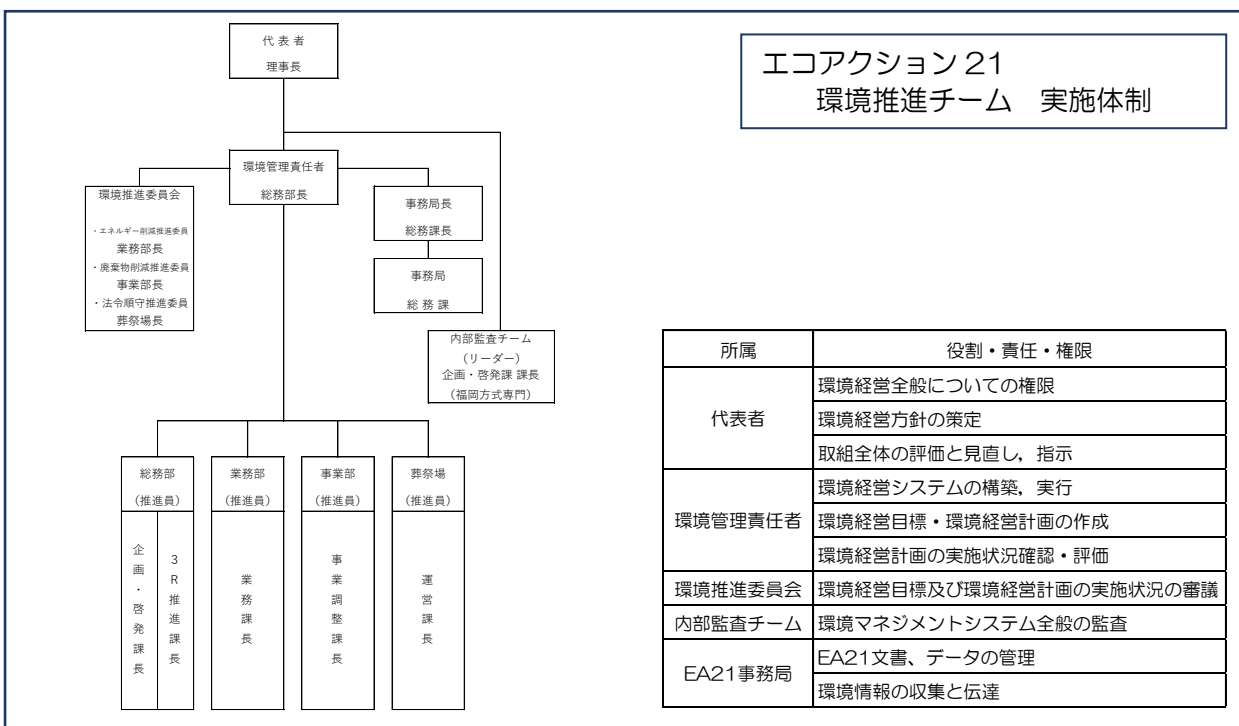 代 表 者
理事長
エコアクション 21
環境推進チーム　実施体制
環境管理責任者
総務部長
環境推進委員会
・エネルギー削減推進委員
業務部長
・廃棄物削減推進委員
事業部長
・法令順守推進委員
葬祭場長
事務局長
総務課長
事務局
総 務 課
内部監査チーム
（リーダー）
企画・啓発課 課長
（福岡方式専門）
総務部
（推進員）
業務部
（推進員）
事業部
（推進員）
葬祭場
（推進員）
企画・啓発課長
3R推進課長
業務課長
事業調整課長
運営課長
所属 役割・責任・権限
代表者
環境経営全般についての権限
環境経営方針の策定
取組全体の評価と見直し，指示
環境管理責任者
環境経営システムの構築，実行
環境経営目標・環境経営計画の作成
環境経営計画の実施状況確認・評価
環境推進委員会 環境経営目標及び環境経営計画の実施状況の審議
内部監査チーム 環境マネジメントシステム全般の監査
EA21事務局
EA21文書、データの管理
環境情報の収集と伝達